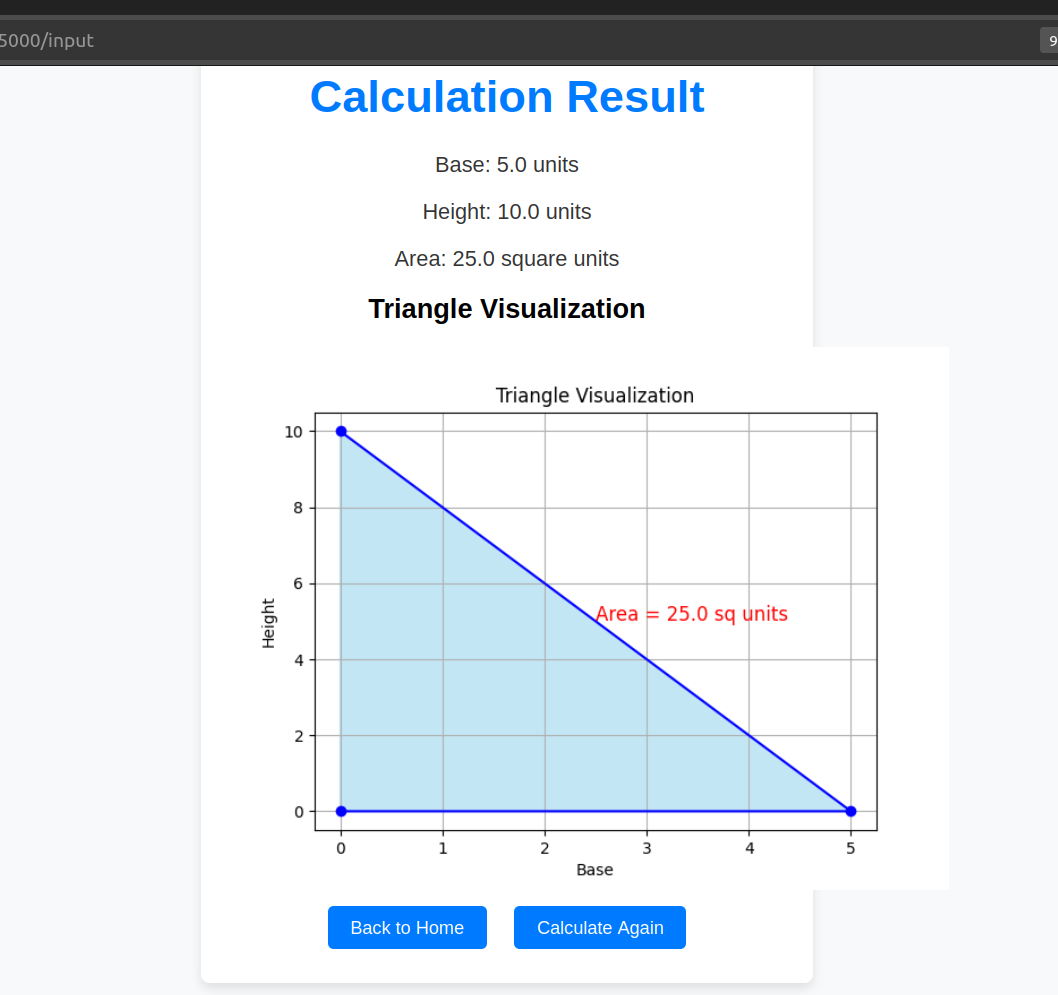 5000/input
9
Calculation Result
Base: 5.0 units
Height: 10.0 units
Area: 25.0 square units
Triangle Visualization
Triangle Visualization
10
8
6
Area = 25.0 sq units
Height
4
2
0
0 1 2 3 4 5
Base
Back to Home Calculate Again